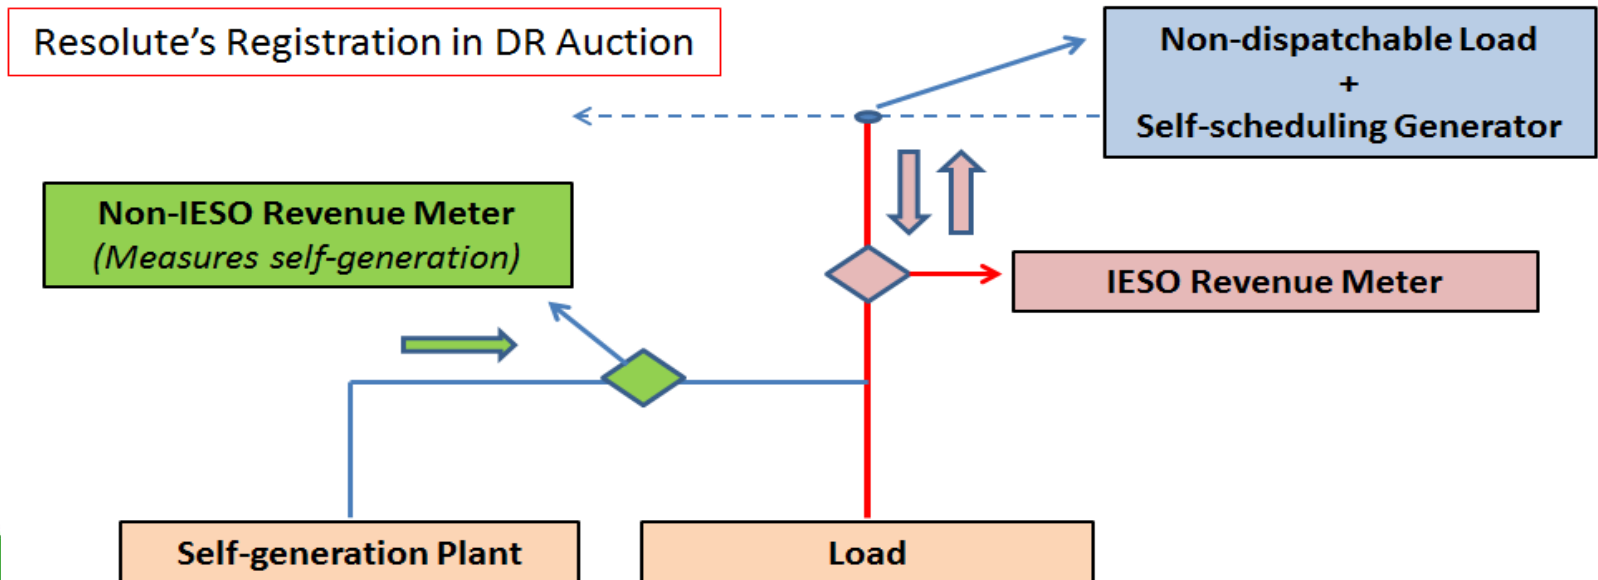 Resolute’s Registration in DR Auction
Non-dispatchable Load
+
Self-scheduling Generator
Non-IESO Revenue Meter
(Measures self-generation)
IESO Revenue Meter
Self-generation Plant
Load